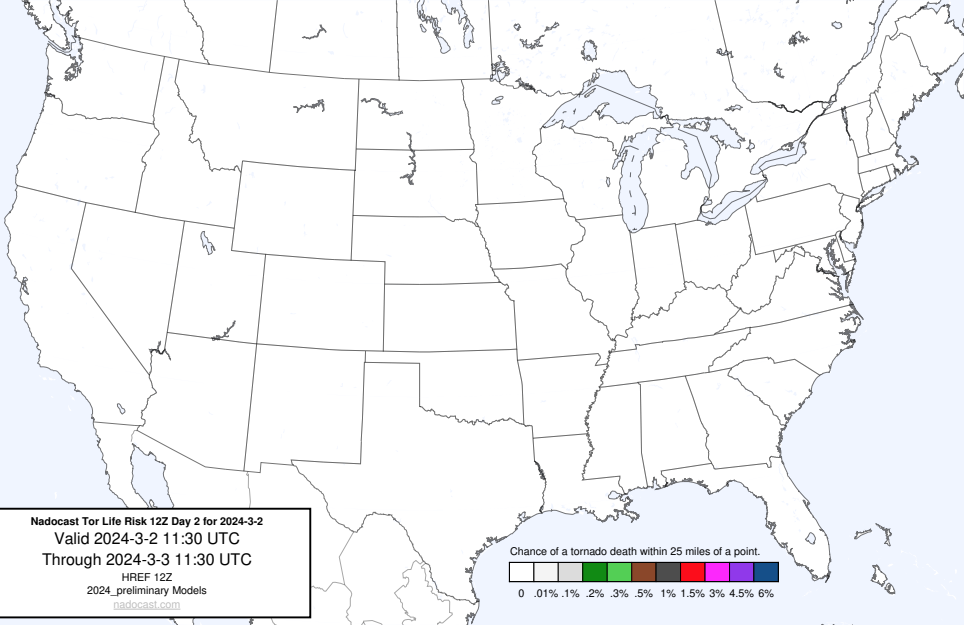 Nadocast Tor Life Risk 12Z Day 2 for 2024-3-2
Valid 2024-3-2 11:30 UTC
Through 2024-3-3 11:30 UTC
HREF 12Z
2024_preliminary Models
nadocast.com
Chance of a tornado death within 25 miles of a point.
0 .01% .1% .2% .3% .5% 1% 1.5% 3% 4.5% 6%